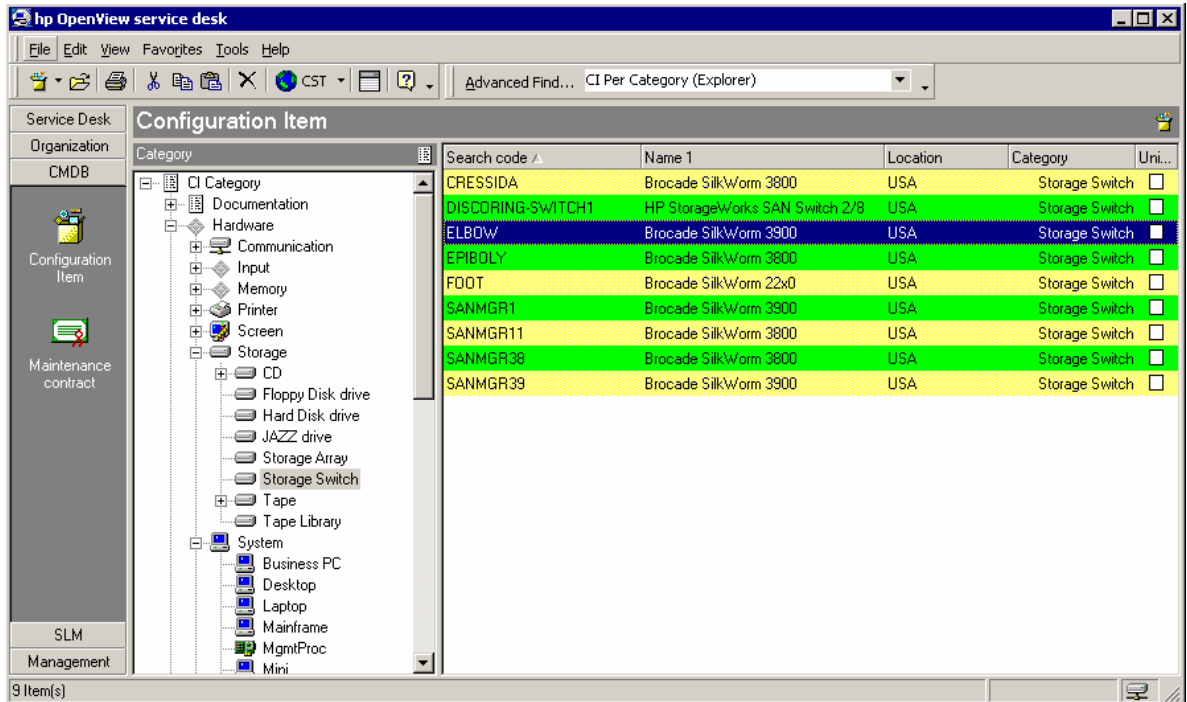 hp OpenView service desk
File Edit View Favorites Tools Help
CST Advanced Find... CI Per Category (Explorer)
Service Desk
Organization
CMDB
Configuration Item
Maintenance contract
SLM
Management
Configuration Item
Category
CI Category
Documentation
Hardware
Communication
Input
Memory
Printer
Screen
Storage
CD
Floppy Disk drive
Hard Disk drive
JAZZ drive
Storage Array
Storage Switch
Tape
Tape Library
System
Business PC
Desktop
Laptop
Mainframe
MgmtProc
Mini
Search code Name 1 Location Category Uni...
CRESSIDA Brocade SilkWorm 3800 USA Storage Switch
DISCORING-SWITCH1 HP StorageWorks SAN Switch 2/8 USA Storage Switch
ELBOW Brocade SilkWorm 3900 USA Storage Switch
EPIBOLY Brocade SilkWorm 3800 USA Storage Switch
FOOT Brocade SilkWorm 22x0 USA Storage Switch
SANMGR1 Brocade SilkWorm 3900 USA Storage Switch
SANMGR11 Brocade SilkWorm 3800 USA Storage Switch
SANMGR38 Brocade SilkWorm 3800 USA Storage Switch
SANMGR39 Brocade SilkWorm 3900 USA Storage Switch
9 Item(s)